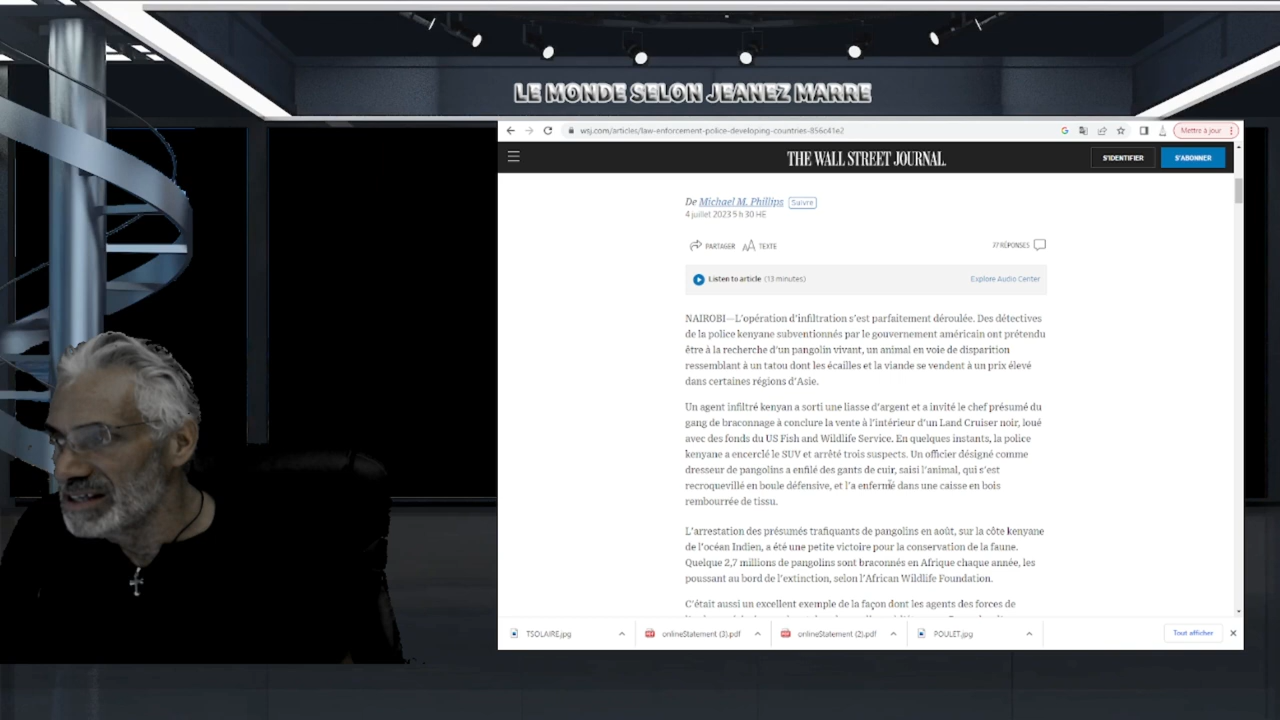 LE MONDE SELON JEANEZ MARRE
wsj.com/articles/law-enforcement-police-developing-countries-856c41e2
Mettre à jour
THE WALL STREET JOURNAL.
S'IDENTIFIER
S'ABONNER
De Michael M. Phillips Suivre
4 juillet 2023 5 h 30 HE
PARTAGER
TEXTE
77 RÉPONSES
Listen to article (13 minutes)
Explore Audio Center
NAIROBI—L'opération d'infiltration s'est parfaitement déroulée. Des détectives
de la police kenyane subventionnés par le gouvernement américain ont prétendu
être à la recherche d'un pangolin vivant, un animal en voie de disparition
ressemblant à un tatou dont les écailles et la viande se vendent à un prix élevé
dans certaines régions d'Asie.
Un agent infiltré kenyan a sorti une liasse d'argent et a invité le chef présumé du
gang de braconnage à conclure la vente à l'intérieur d'un Land Cruiser noir, loué
avec des fonds du US Fish and Wildlife Service. En quelques instants, la police
kenyane a encerclé le SUV et arrêté trois suspects. Un officier désigné comme
dresseur de pangolins a enfilé des gants de cuir, saisi l'animal, qui s'est
recroquevillé en boule défensive, et l'a enfermé dans une caisse en bois
rembourrée de tissu.
L'arrestation des présumés trafiquants de pangolins en août, sur la côte kenyane
de l'océan Indien, a été une petite victoire pour la conservation de la faune.
Quelque 2,7 millions de pangolins sont braconnés en Afrique chaque année, les
poussant au bord de l'extinction, selon l'African Wildlife Foundation.
C'était aussi un excellent exemple de la façon dont les agents des forces de
TSOLAIRE.jpg
onlineStatement (3).pdf
onlineStatement (2).pdf
POULET.jpg
Tout afficher